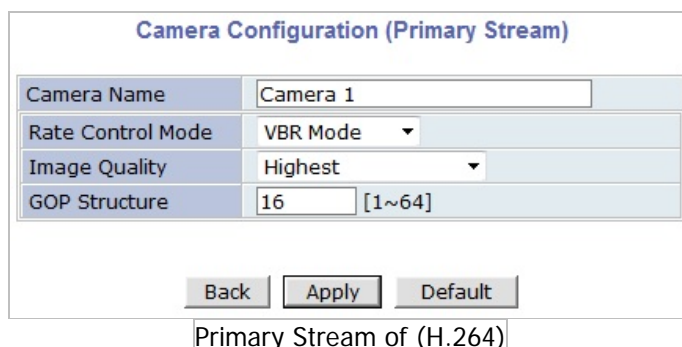 Camera Configuration (Primary Stream)
Camera Name Camera 1
Rate Control Mode VBR Mode
Image Quality Highest
GOP Structure 16 [1~64]
Back Apply Default
Primary Stream of (H.264)